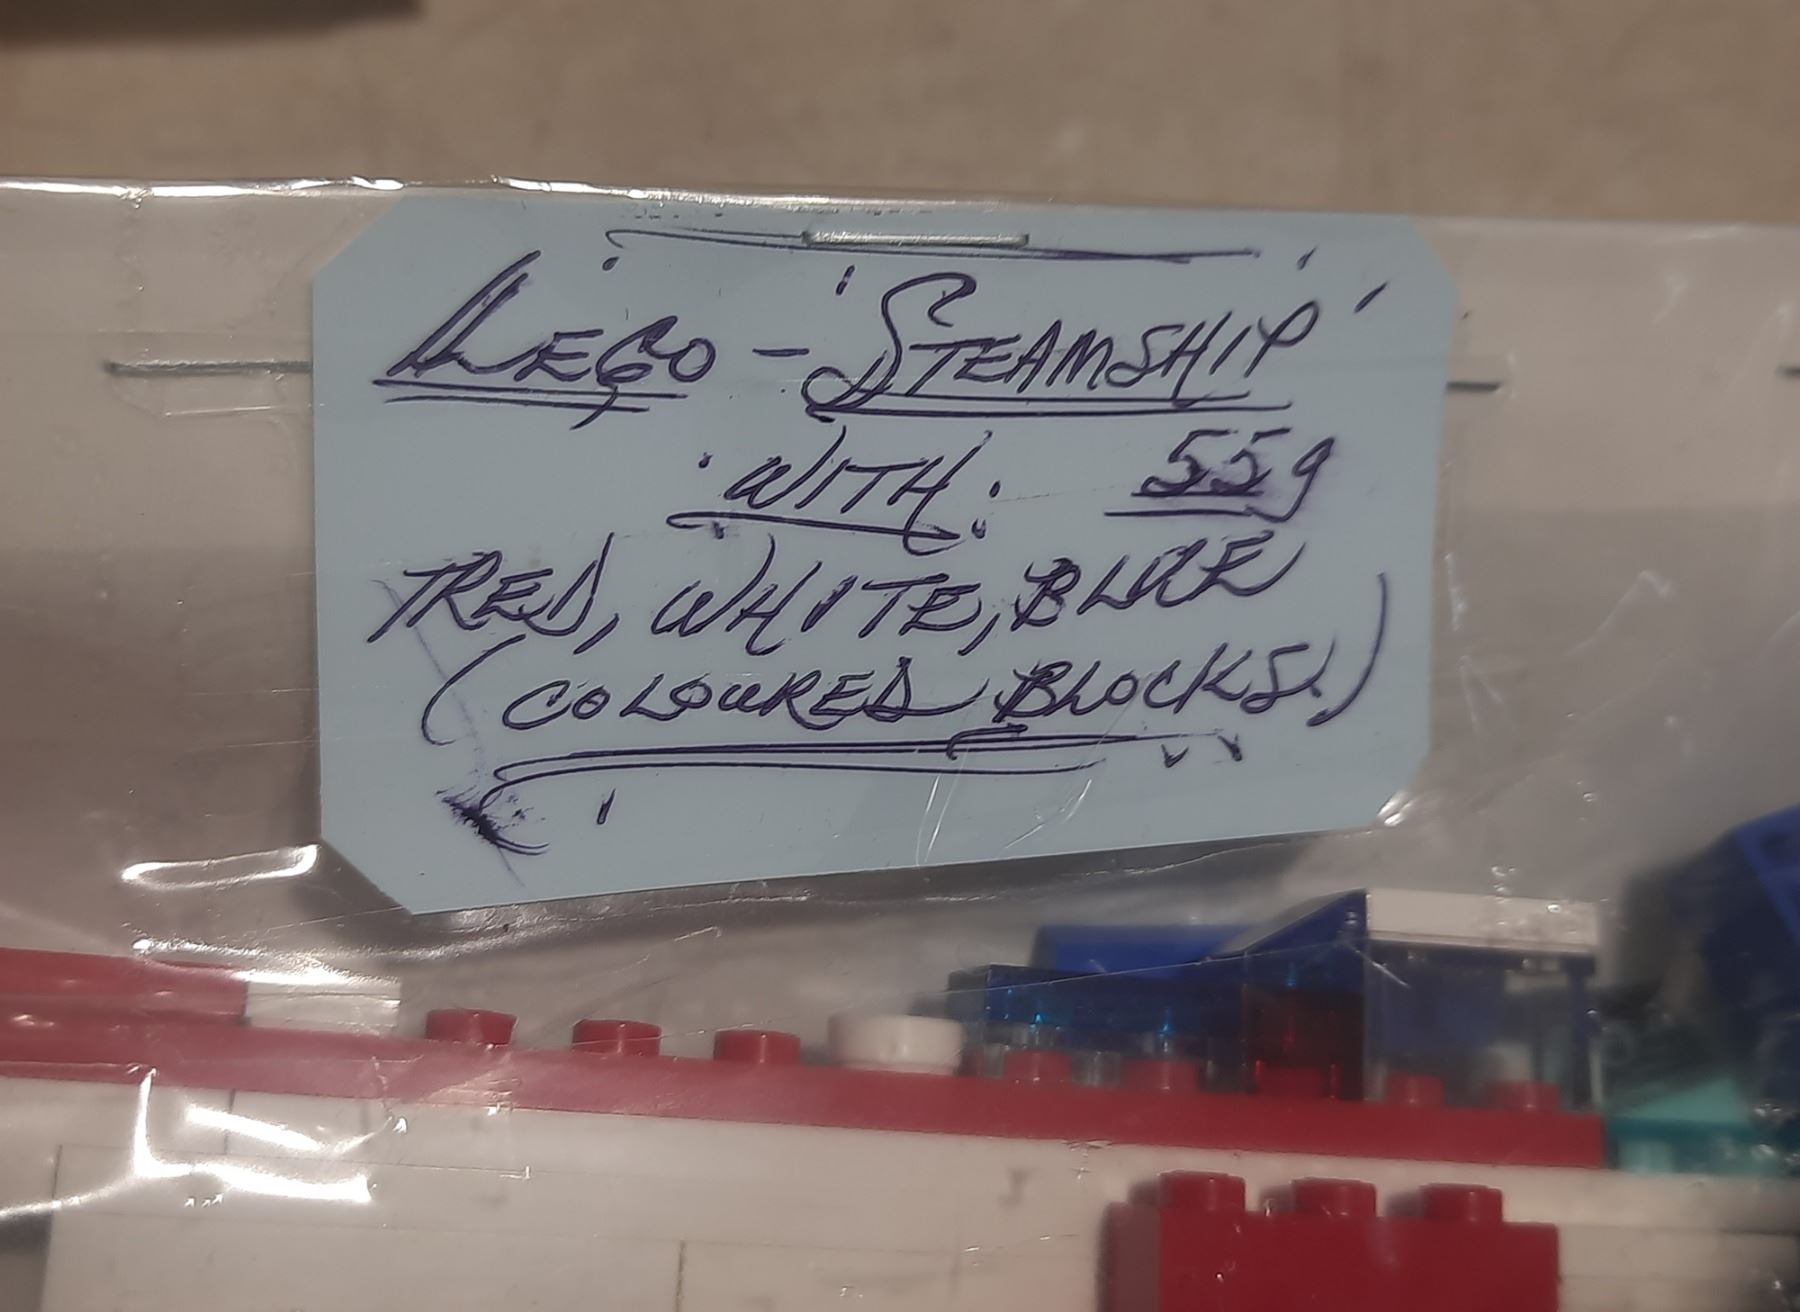 LEGO - 'STEAMSHIP'
WITH: 55g
RED, WHITE, BLUE
(COLOURED BLOCKS.)